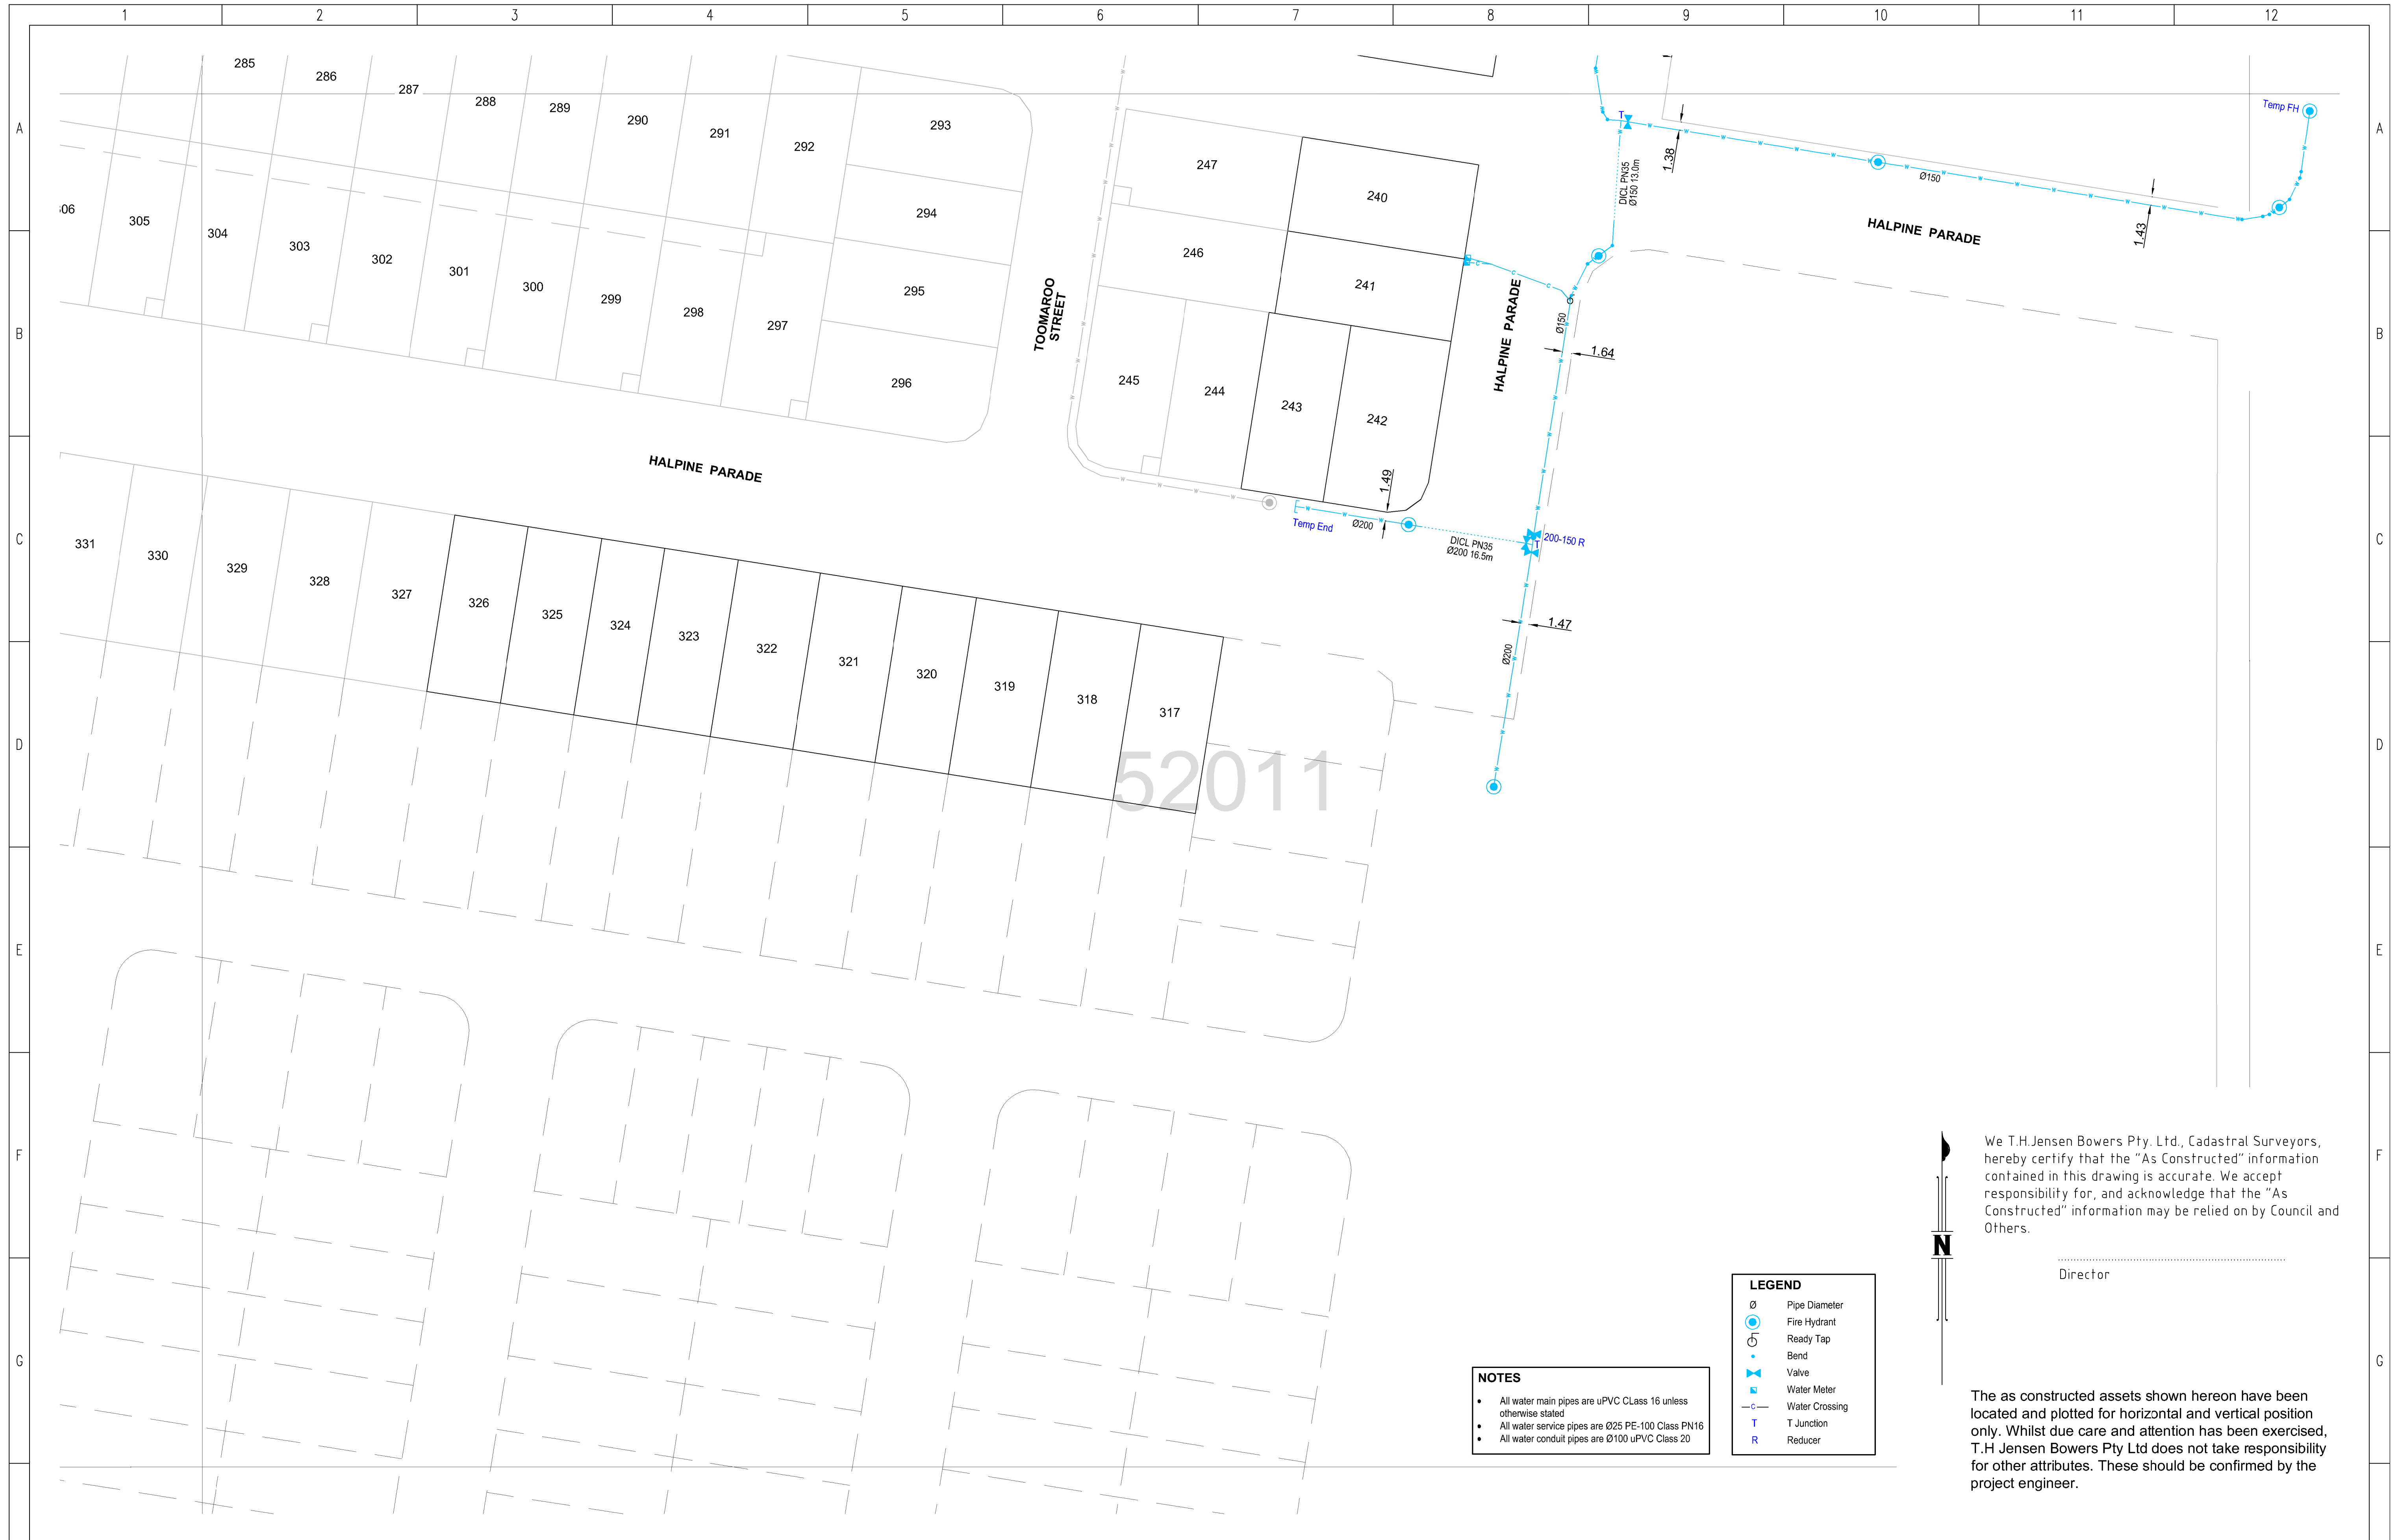 1 2 3 4 5 6 7 8 9 10 11 12
A
B
C
D
E
F
G
A
B
C
D
E
F
G
285
286
287
288
289
290
291
292
293
294
295
296
297
298
299
300
301
302
303
304
305
06
TOOMAROO
STREET
247
246
245
244
243
242
241
240
HALPINE PARADE
HALPINE PARADE
HALPINE PARADE
T
DICL PN35
Ø150 13.0m
1.38
Ø150
1.43
Temp FH
Ø150
1.64
1.49
Temp End
Ø200
DICL PN35
Ø200 16.5m
T
200-150 R
1.47
Ø200
331
330
329
328
327
326
325
324
323
322
321
320
319
318
317
52011
We T.H.Jensen Bowers Pty. Ltd., Cadastral Surveyors,
hereby certify that the "As Constructed" information
contained in this drawing is accurate. We accept
responsibility for, and acknowledge that the "As
Constructed" information may be relied on by Council and
Others.
Director
N
LEGEND
Ø Pipe Diameter
Fire Hydrant
Ready Tap
Bend
Valve
Water Meter
C Water Crossing
T T Junction
R Reducer
NOTES
• All water main pipes are uPVC CLass 16 unless
otherwise stated
• All water service pipes are Ø25 PE-100 Class PN16
• All water conduit pipes are Ø100 uPVC Class 20
The as constructed assets shown hereon have been
located and plotted for horizontal and vertical position
only. Whilst due care and attention has been exercised,
T.H Jensen Bowers Pty Ltd does not take responsibility
for other attributes. These should be confirmed by the
project engineer.